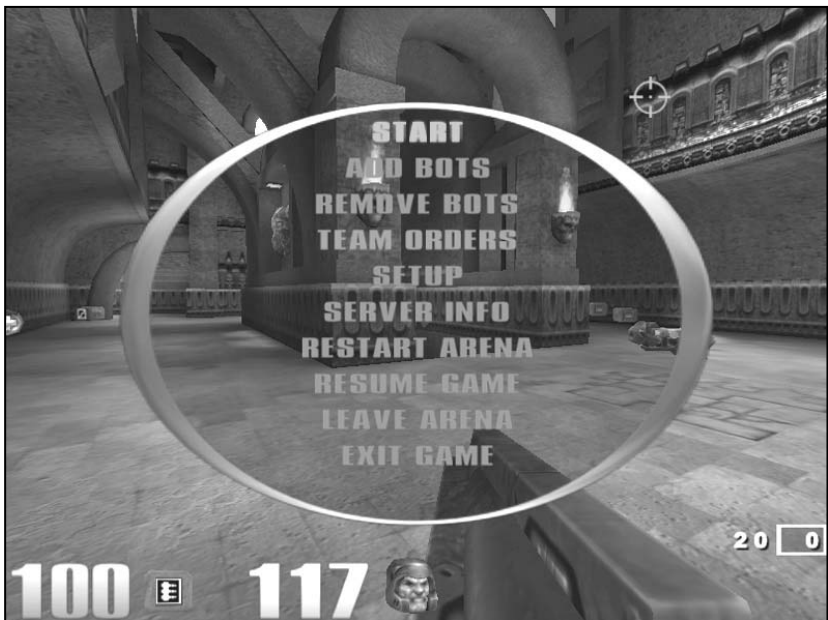 START
ADD BOTS
REMOVE BOTS
TEAM ORDERS
SETUP
SERVER INFO
RESTART ARENA
RESUME GAME
LEAVE ARENA
EXIT GAME
20 0
100 117